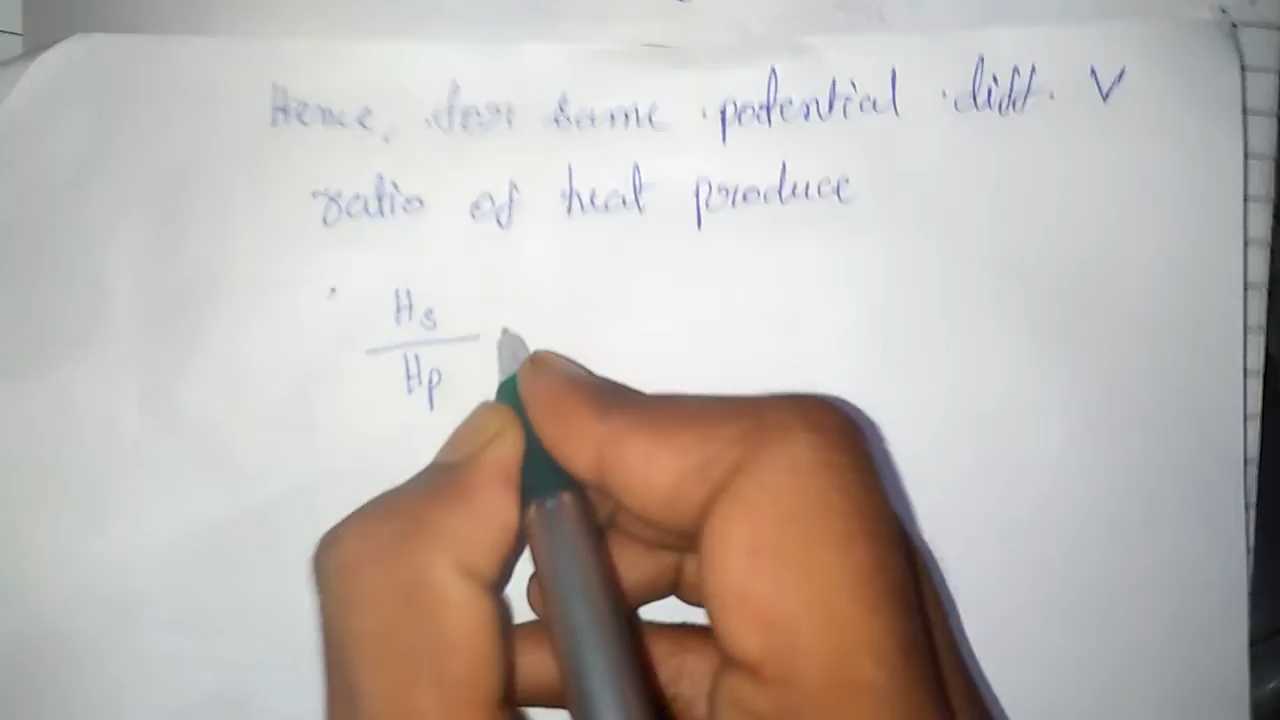 Hence, for same potential diff. V
ratio of heat produce
Hs
Hp